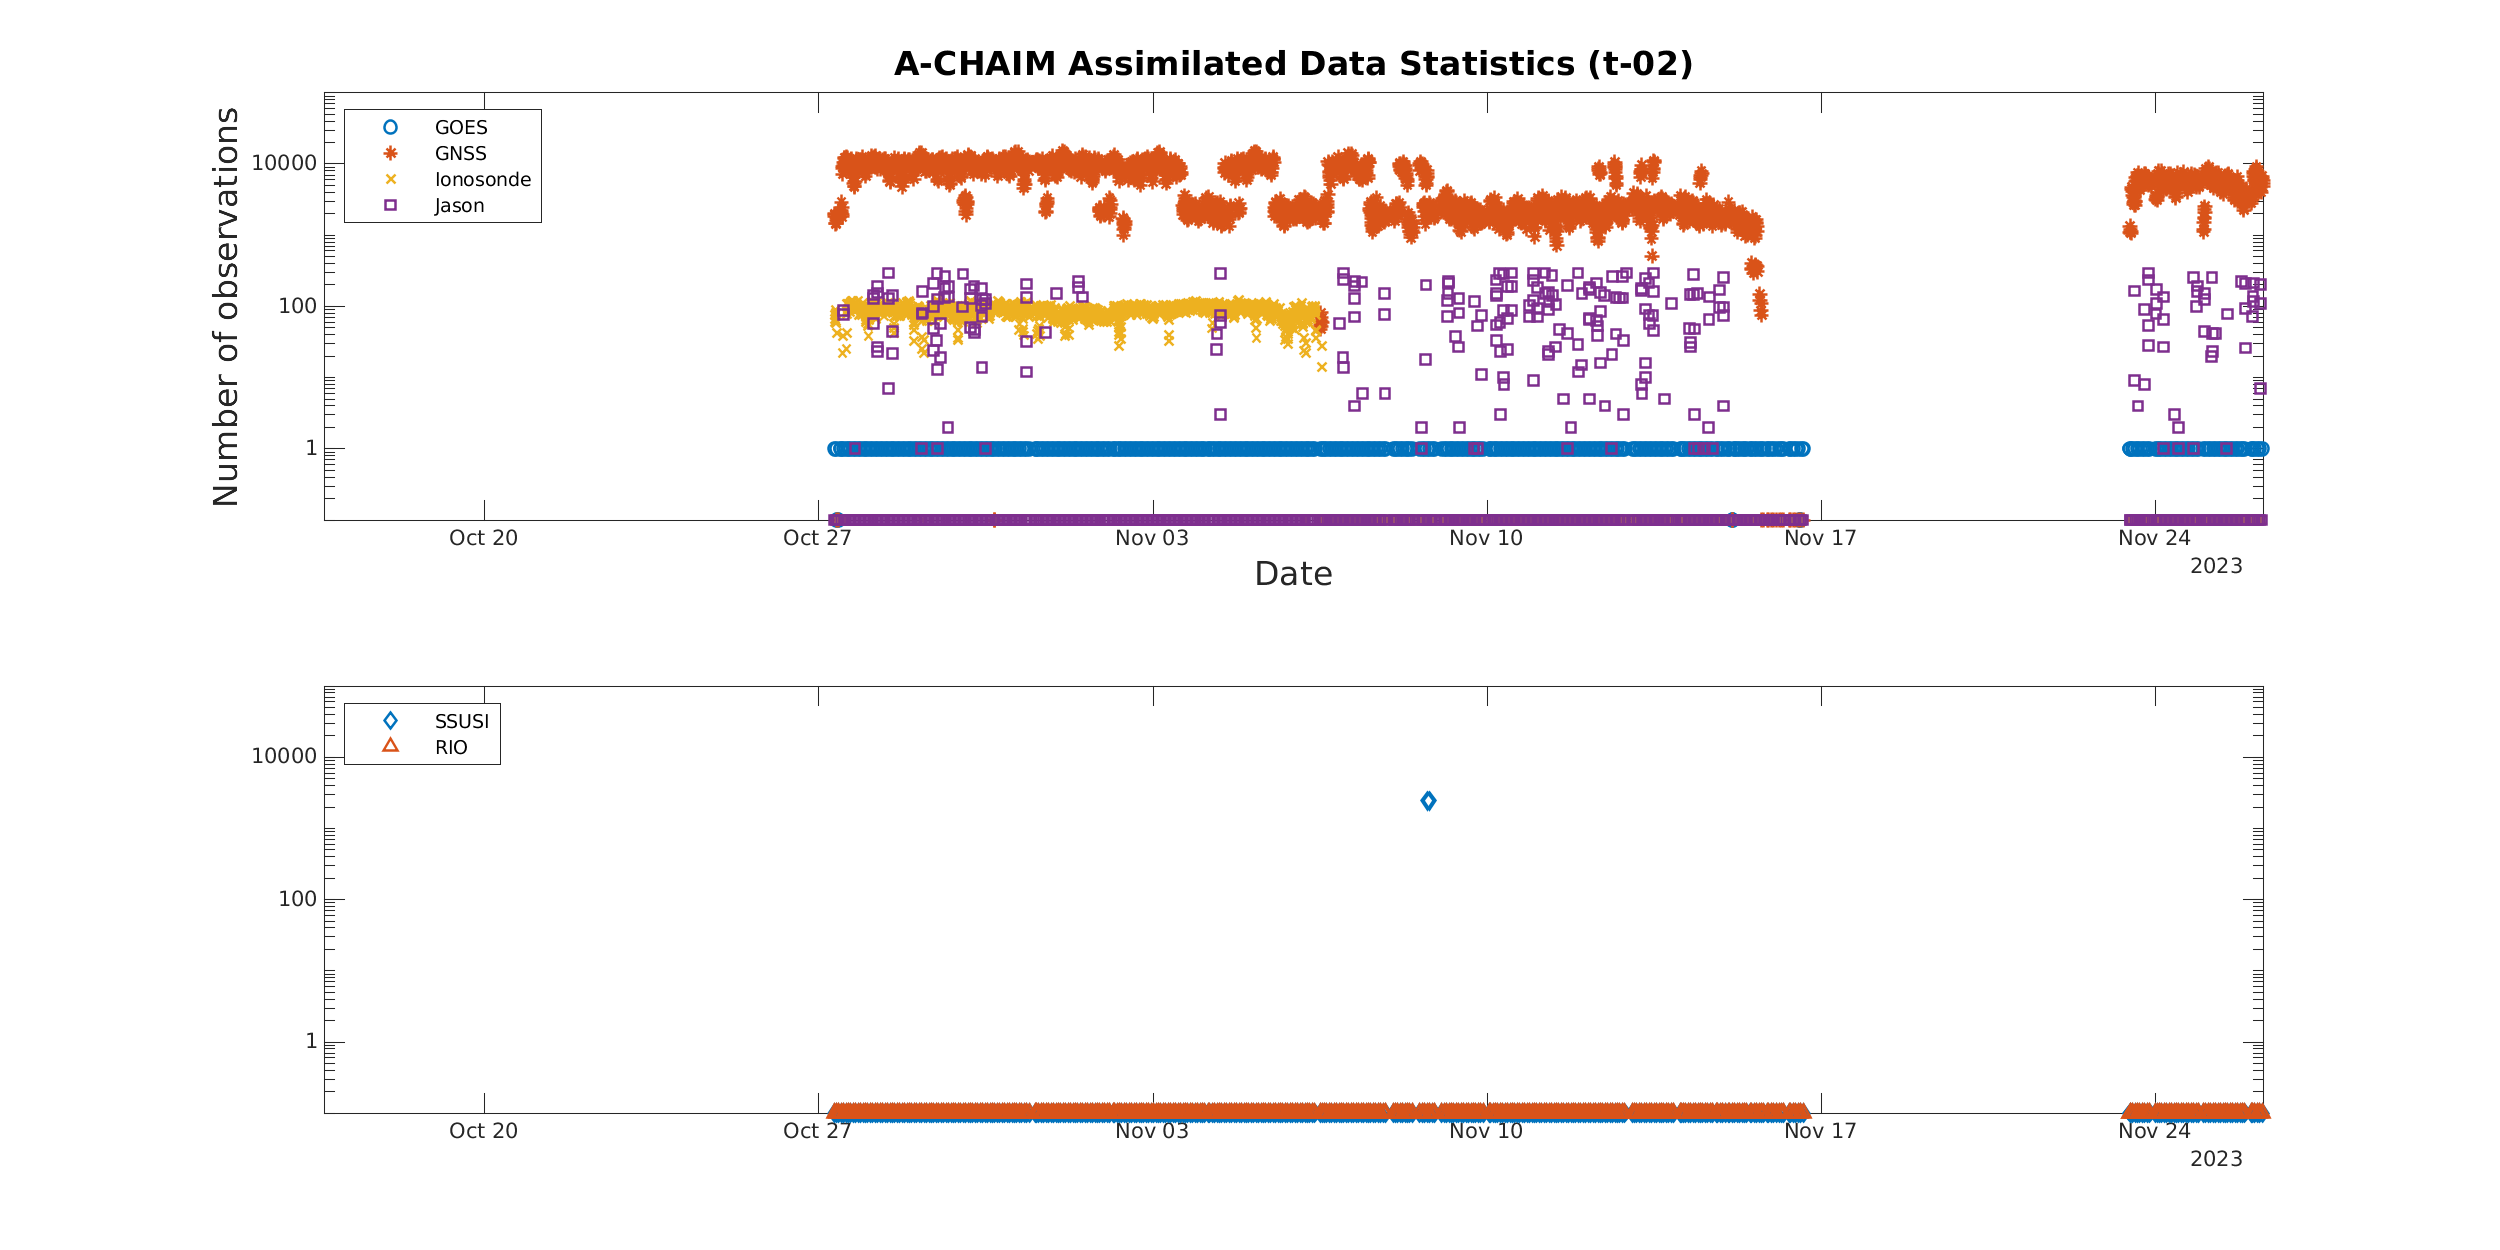 A-CHAIM Assimilated Data Statistics (t-02)
Number of observations
GOES
GNSS
Ionosonde
Jason
10000
100
1
Oct 20
Oct 27
Nov 03
Nov 10
Nov 17
Nov 24
2023
Date
SSUSI
RIO
10000
100
1
Oct 20
Oct 27
Nov 03
Nov 10
Nov 17
Nov 24
2023